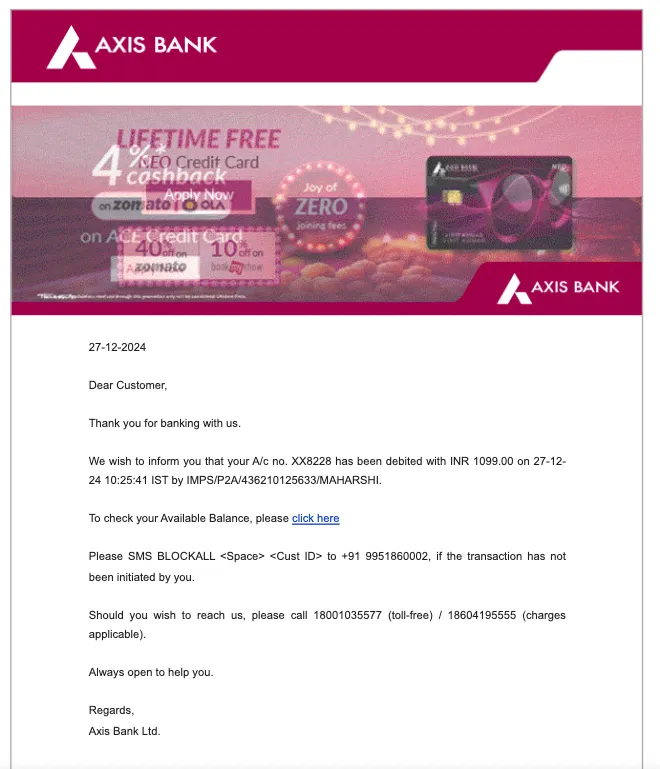 AXIS BANK
LIFETIME FREE
NEO Credit Card
4%* cashback
on zomato OLA
Apply Now
on ACE Credit Card
Joy of
ZERO
joining fees
40% off on zomato
10% off on bookmyshow
Apply Now
AXIS BANK
NEO
AXIS BANK
27-12-2024
Dear Customer,
Thank you for banking with us.
We wish to inform you that your A/c no. XX8228 has been debited with INR 1099.00 on 27-12-
24 10:25:41 IST by IMPS/P2A/436210125633/MAHARSHI.
To check your Available Balance, please click here
Please SMS BLOCKALL <Space> <Cust ID> to +91 9951860002, if the transaction has not
been initiated by you.
Should you wish to reach us, please call 18001035577 (toll-free) / 18604195555 (charges
applicable).
Always open to help you.
Regards,
Axis Bank Ltd.